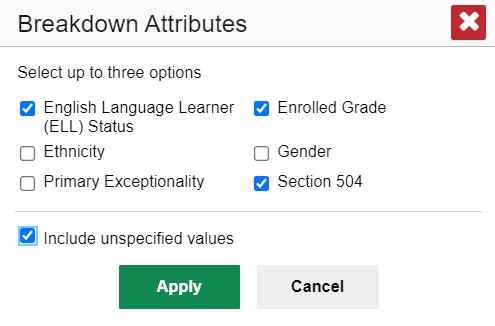 Breakdown Attributes
Select up to three options
English Language Learner
(ELL) Status
Enrolled Grade
Ethnicity
Gender
Primary Exceptionality
Section 504
Include unspecified values
Apply
Cancel